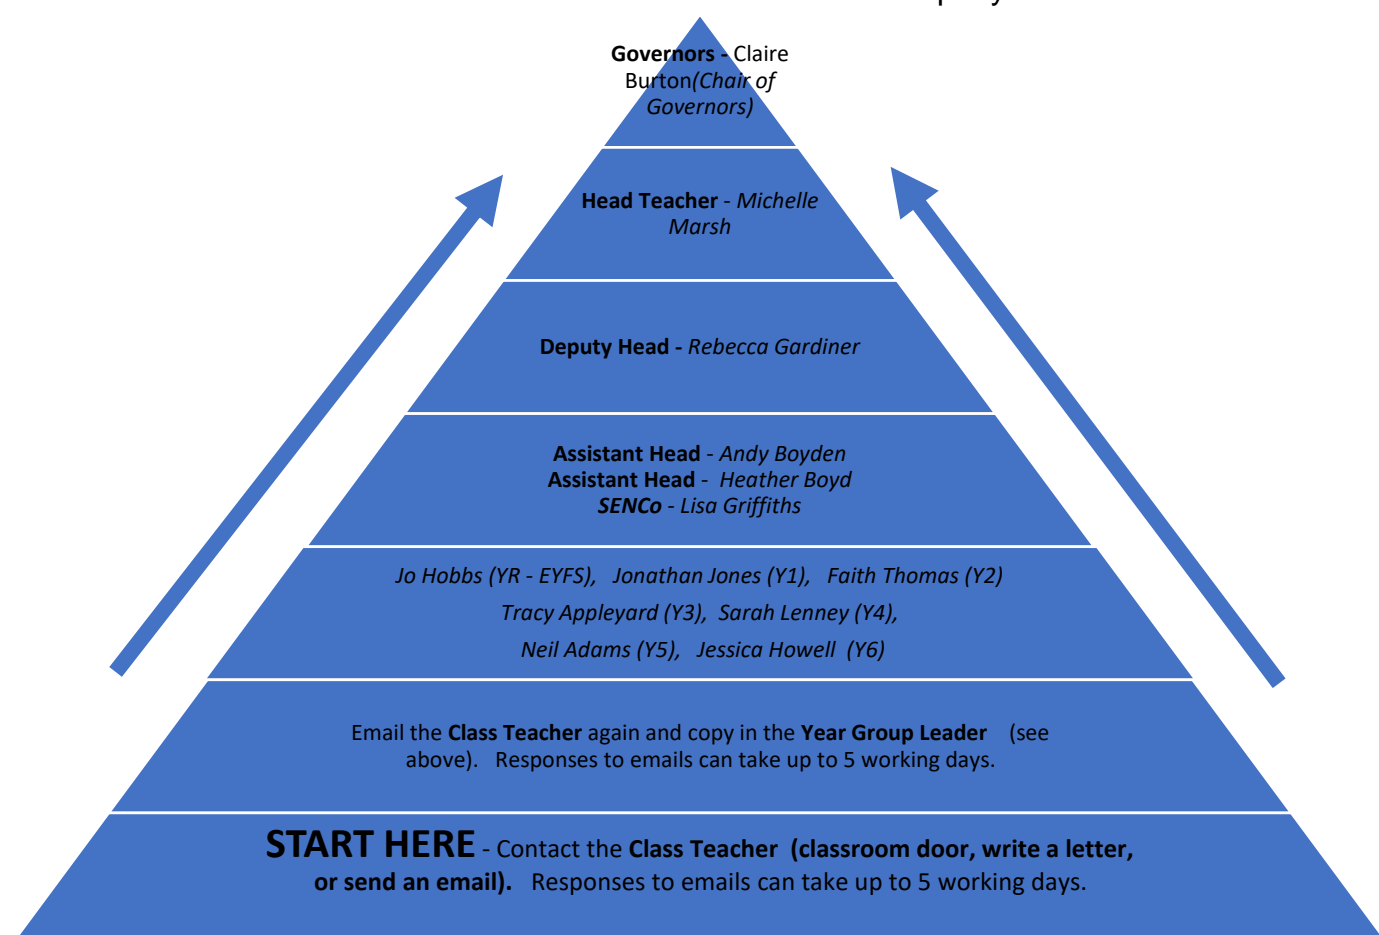 Governors - Claire
Burton(Chair of
Governors)
Head Teacher - Michelle
Marsh
Deputy Head - Rebecca Gardiner
Assistant Head - Andy Boyden
Assistant Head - Heather Boyd
SENCo - Lisa Griffiths
Jo Hobbs (YR - EYFS), Jonathan Jones (Y1), Faith Thomas (Y2)
Tracy Appleyard (Y3), Sarah Lenney (Y4),
Neil Adams (Y5), Jessica Howell (Y6)
Email the Class Teacher again and copy in the Year Group Leader (see
above). Responses to emails can take up to 5 working days.
START HERE - Contact the Class Teacher (classroom door, write a letter,
or send an email). Responses to emails can take up to 5 working days.